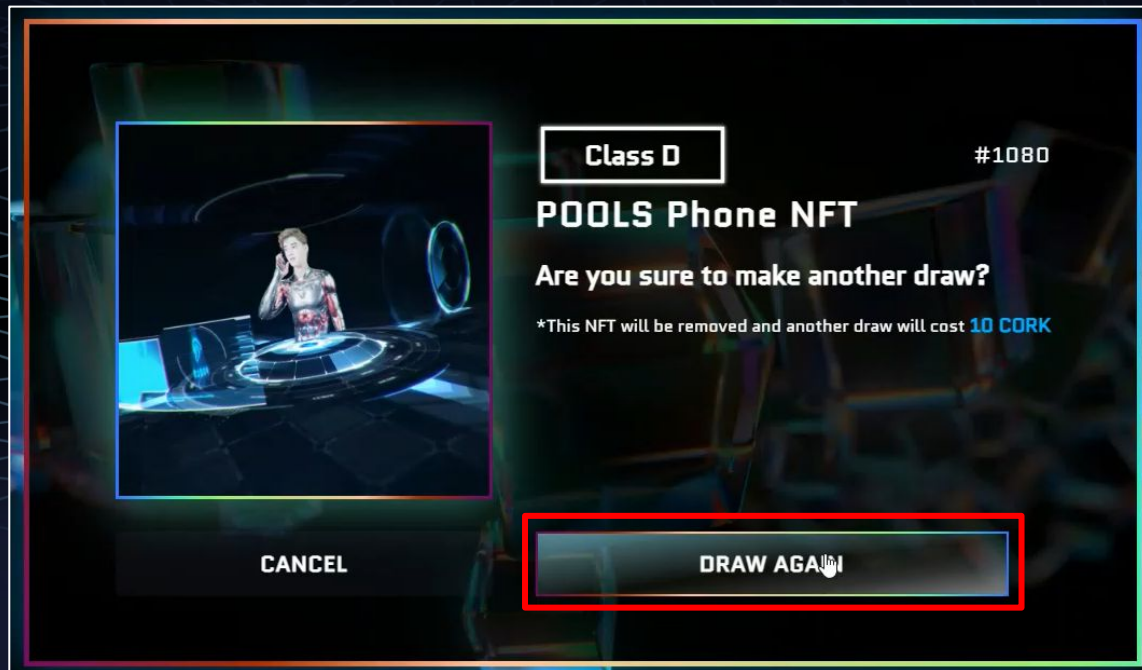 Class D
#1080
POOLS Phone NFT
Are you sure to make another draw?
*This NFT will be removed and another draw will cost 10 CORK
CANCEL
DRAW AGAIN